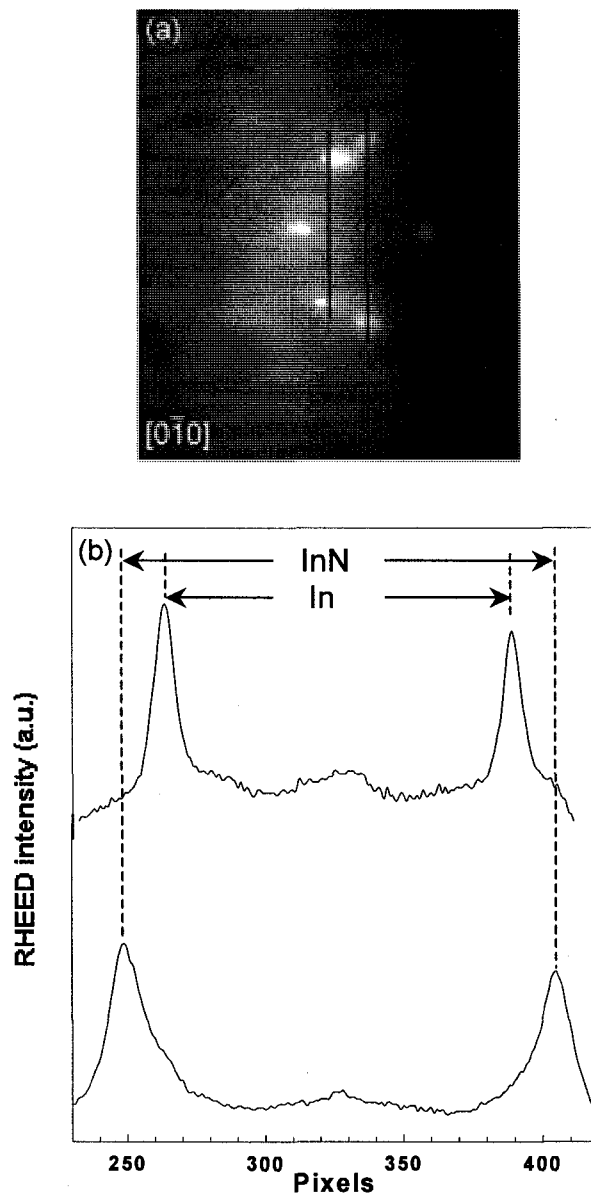 (a)
[01̄0]
(b)
InN
In
RHEED intensity (a.u.)
250 300 350 400
Pixels